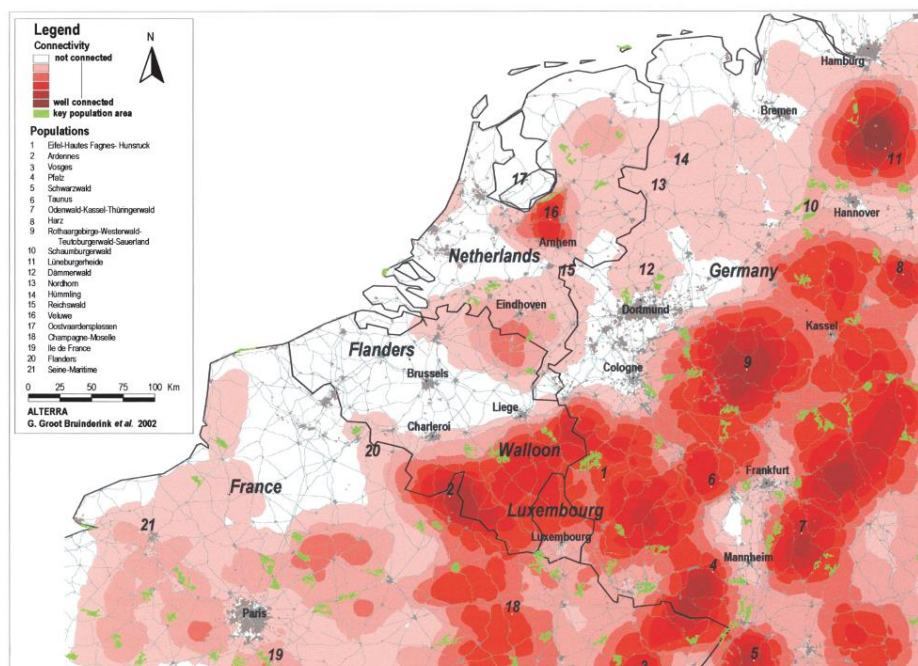 Legend
Connectivity
not connected
well connected
key population area
N
Populations
1 Eifel-Hautes Fagnes- Hunsruck
2 Ardennes
3 Vosges
4 Pfalz
5 Schwarzwald
6 Taunus
7 Odenwald-Kassel-Thüringerwald
8 Harz
9 Rothaargebirge-Westerwald-
Teutoburgerwald-Sauerland
10 Schaumburgerwald
11 Lüneburgerheide
12 Dämmerwald
13 Nordhorn
14 Hümmling
15 Reichswald
16 Veluwe
17 Oostvaardersplassen
18 Champagne-Moselle
19 Ile de France
20 Flanders
21 Seine-Maritime
0 20 40 60 80 100 Km
ALTERRA
G. Groot Bruinderink et al. 2002
Hamburg
Bremen
11
14
17
13
16
10
Hannover
Arnhem
Netherlands
15
12
Germany
8
Eindhoven
Dortmund
Kassel
Flanders
Brussels
Cologne
9
Liege
Charleroi
20
Walloon
1
6
Frankfurt
France
2
Luxembourg
21
Luxembourg
7
Mannheim
4
18
Paris
19
3
5